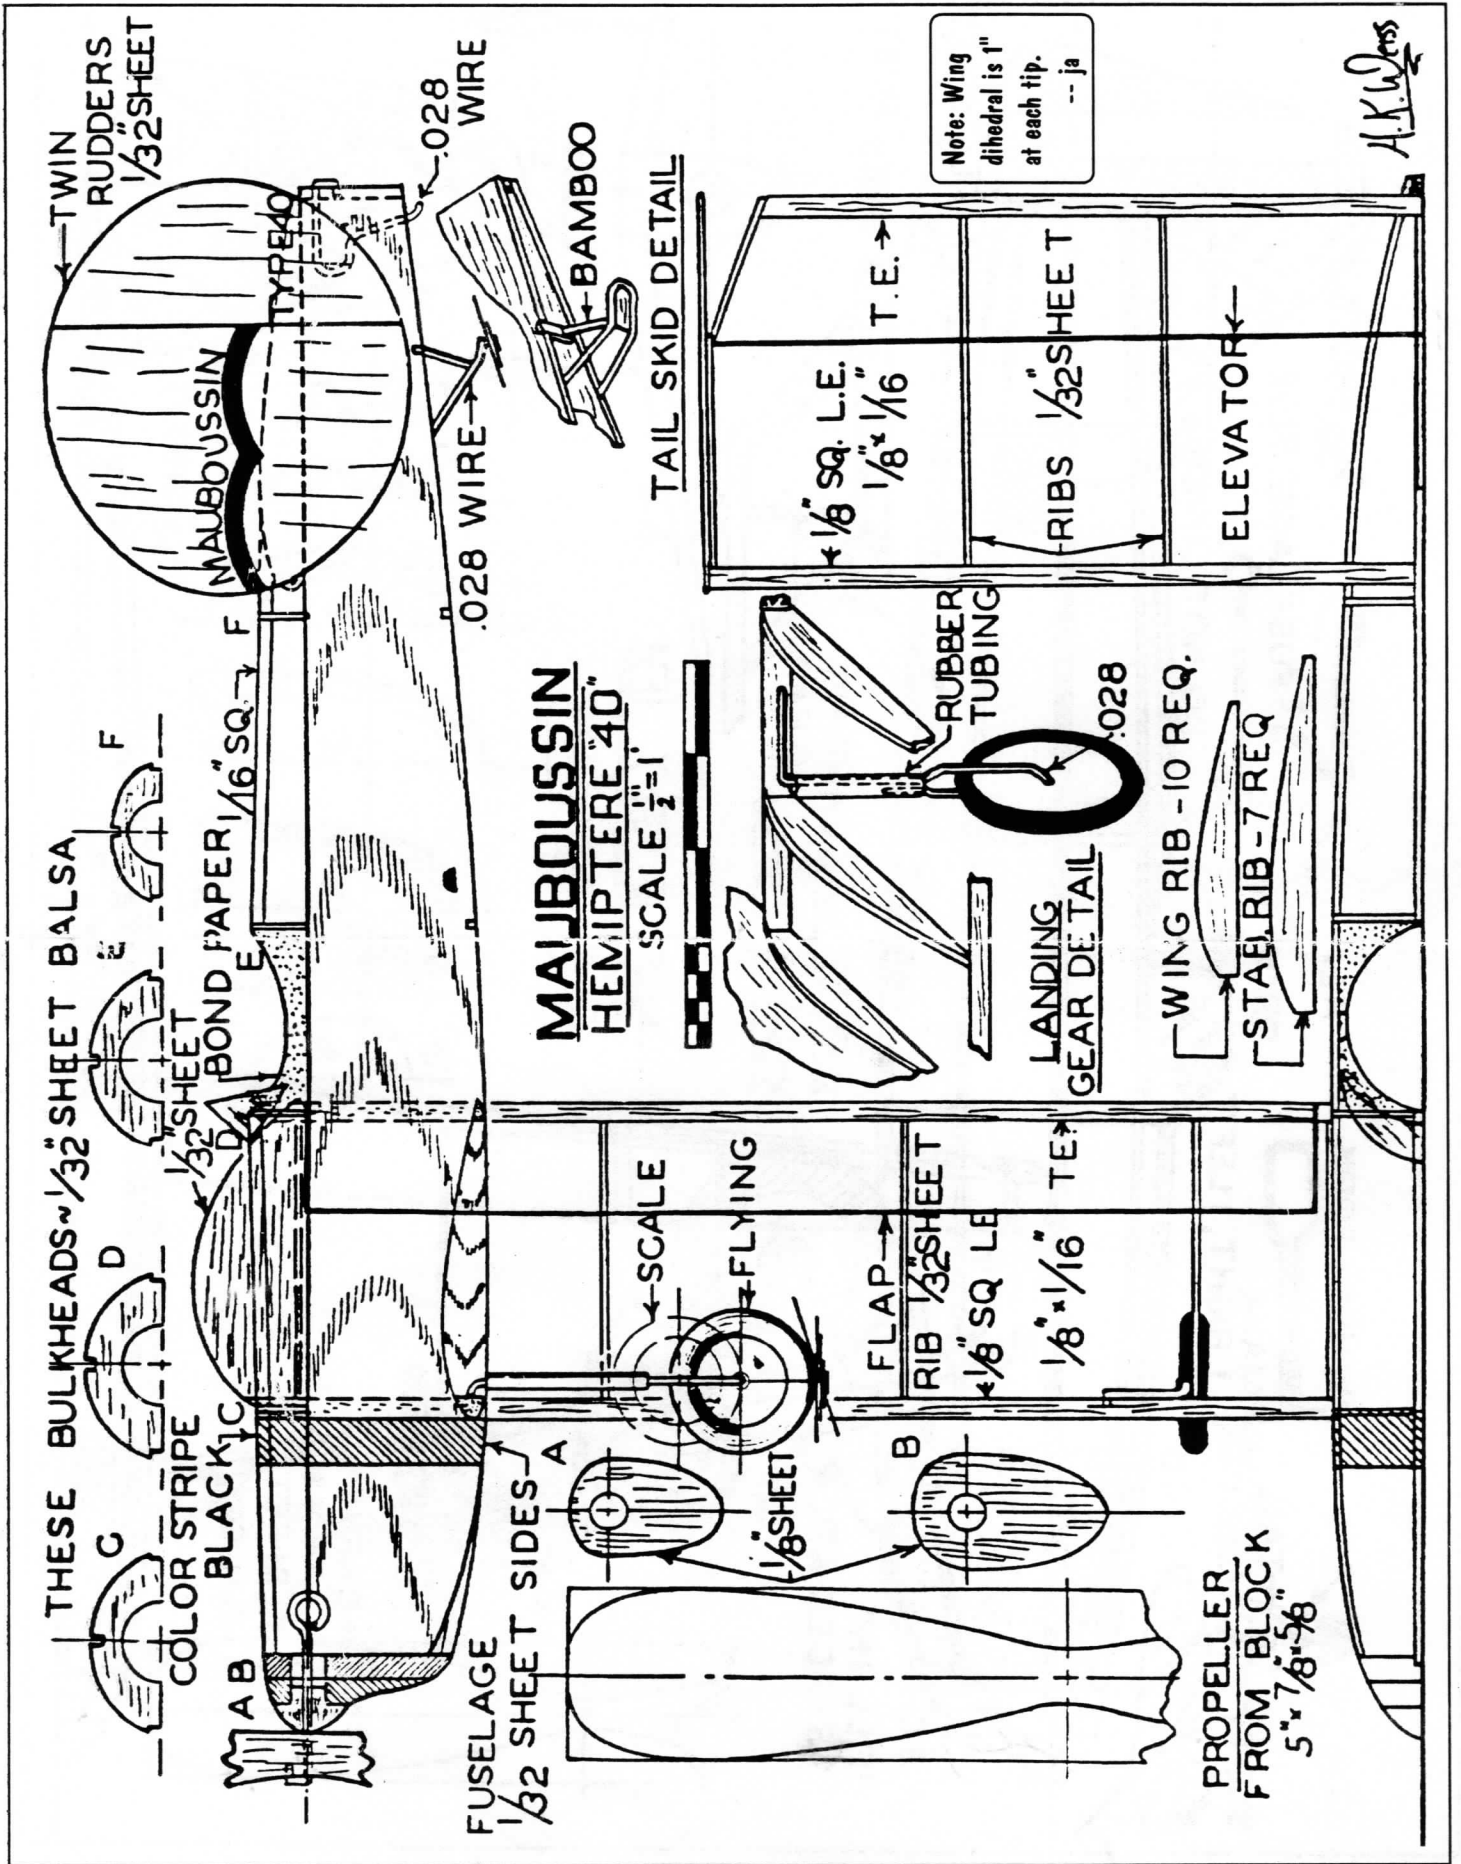 THESE BULKHEADS~1/32" SHEET BALSA
C
D
E
F
COLOR STRIPE
BLACK
C
1/32" SHEET
D
BOND PAPER
E
1/16" SQ.
F
TWIN
RUDDERS
1/32" SHEET
MAUBOUSSIN
TYPE 40
A B
FUSELAGE
1/32 SHEET SIDES
.028 WIRE
.028
WIRE
BAMBOO
TAIL SKID DETAIL
MAUBOUSSIN
HEMIPTERE "40"
SCALE 1/2"=1'
A
1/8" SHEET
B
SCALE
FLYING
FLAP
RIB 1/32" SHEET
1/8" SQ LE
1/8" x 1/16" TE
RUBBER
TUBING
.028
LANDING
GEAR DETAIL
WING RIB - 10 REQ.
STAB. RIB - 7 REQ
1/8" SQ. L.E.
1/8" x 1/16 T.E.
RIBS 1/32" SHEET
ELEVATOR
Note: Wing
dihedral is 1"
at each tip.
-- ja
PROPELLER
FROM BLOCK
5" x 7/8" x 5/8"
H.K. Weiss